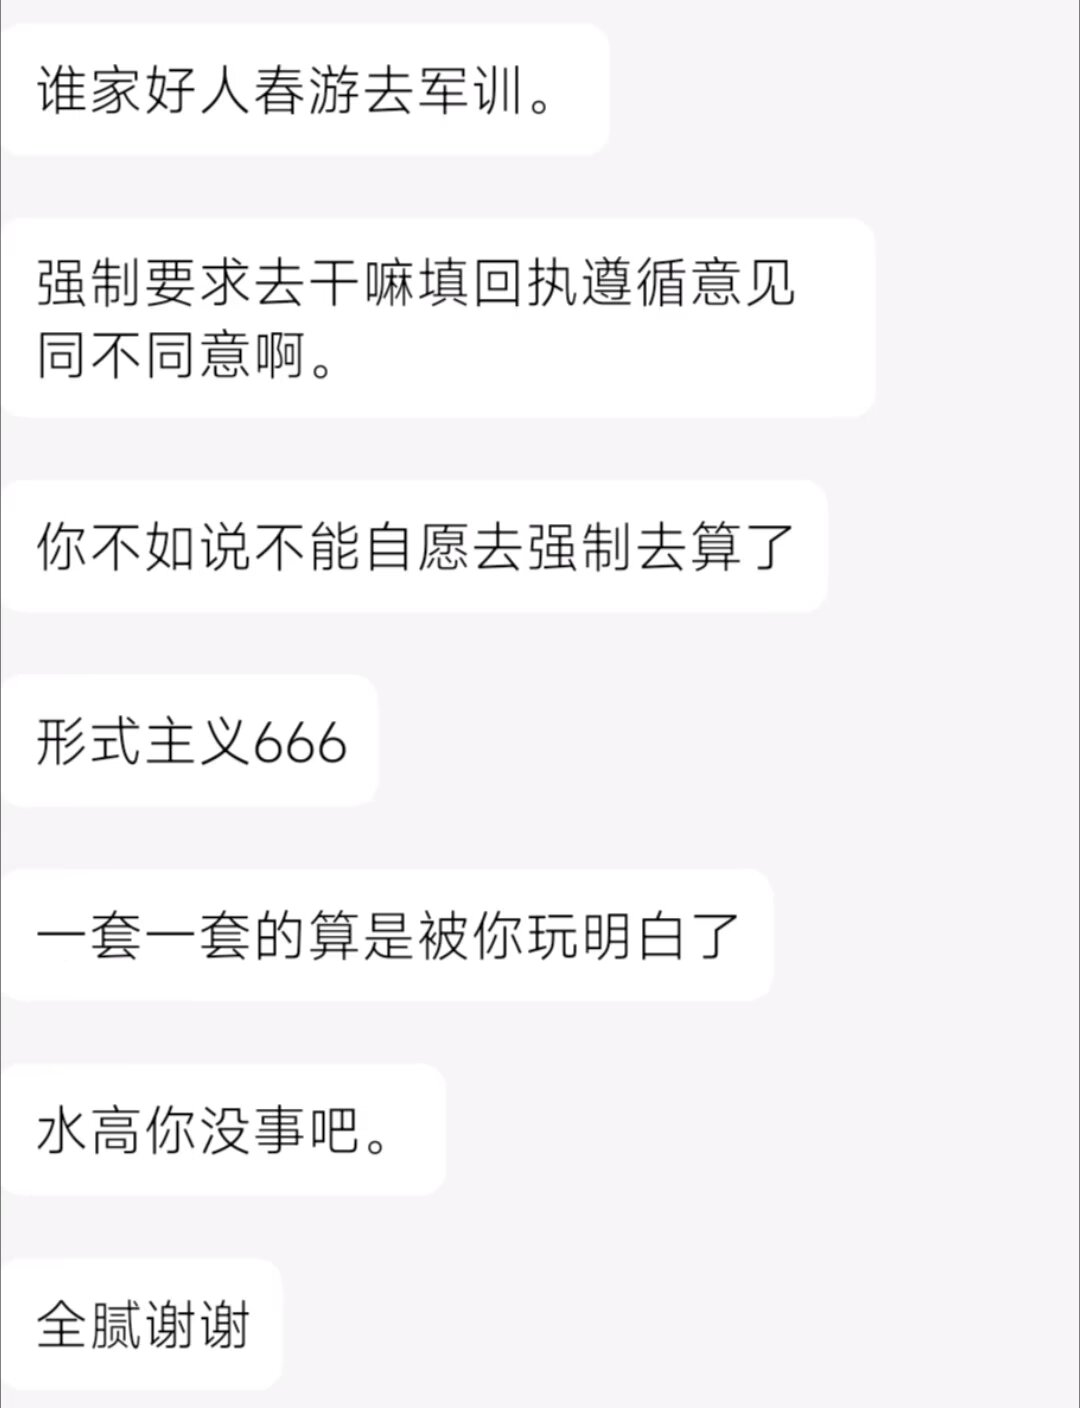 谁家好人春游去军训。
强制要求去干嘛填回执遵循意见
同不同意啊。
你不如说不能自愿去强制去算了
形式主义666
一套一套的算是被你玩明白了
水高你没事吧。
全腻谢谢